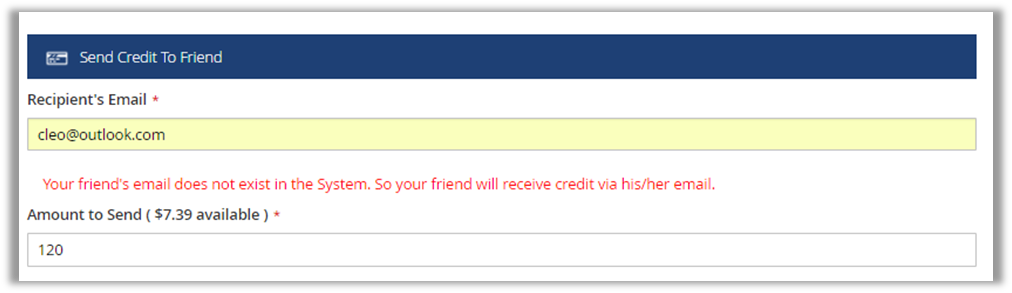 Send Credit To Friend
Recipient's Email *
cleo@outlook.com
Your friend's email does not exist in the System. So your friend will receive credit via his/her email.
Amount to Send ( $7.39 available ) *
120